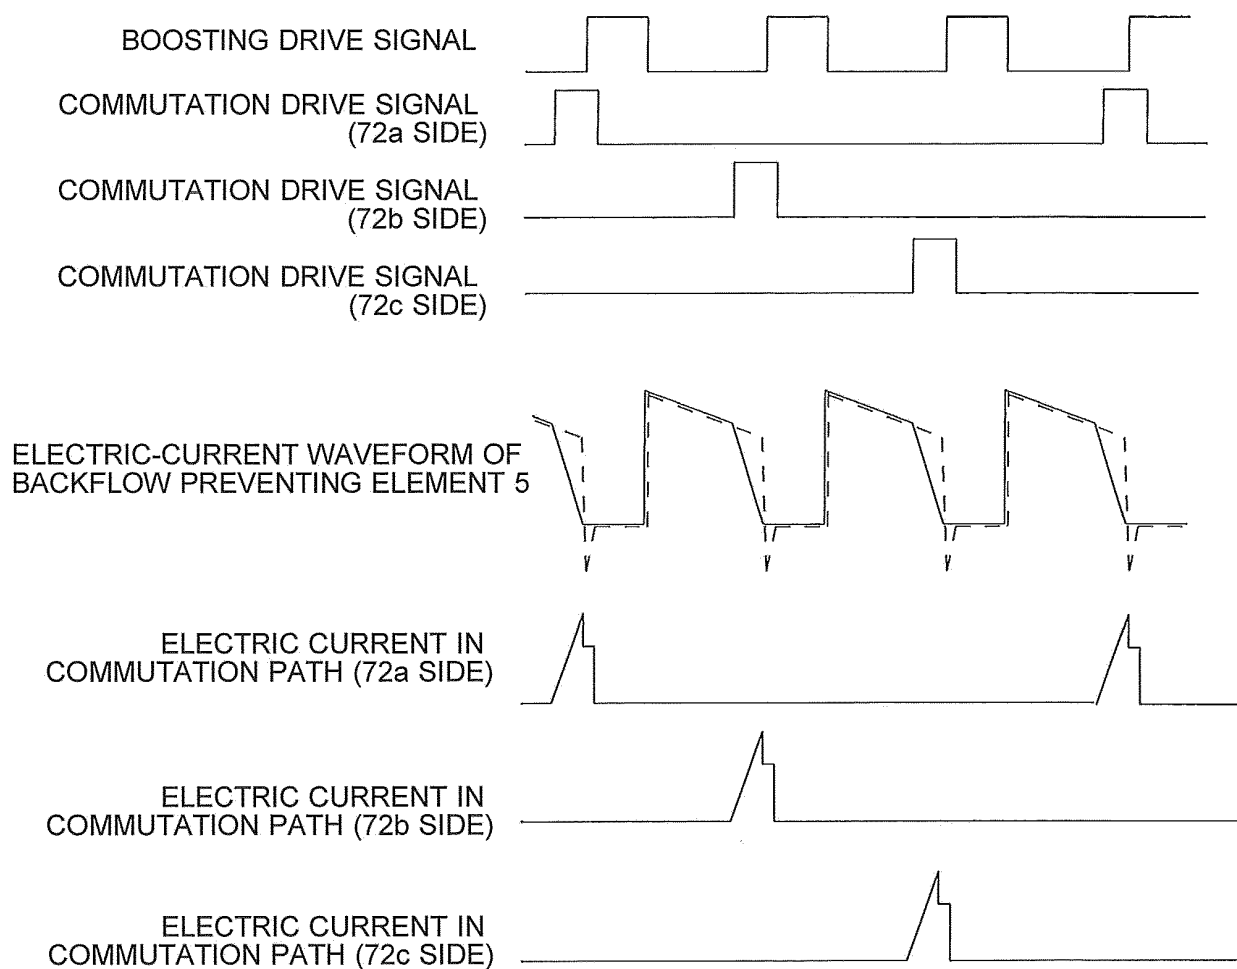 BOOSTING DRIVE SIGNAL
COMMUTATION DRIVE SIGNAL
(72a SIDE)
COMMUTATION DRIVE SIGNAL
(72b SIDE)
COMMUTATION DRIVE SIGNAL
(72c SIDE)
ELECTRIC-CURRENT WAVEFORM OF
BACKFLOW PREVENTING ELEMENT 5
ELECTRIC CURRENT IN
COMMUTATION PATH (72a SIDE)
ELECTRIC CURRENT IN
COMMUTATION PATH (72b SIDE)
ELECTRIC CURRENT IN
COMMUTATION PATH (72c SIDE)